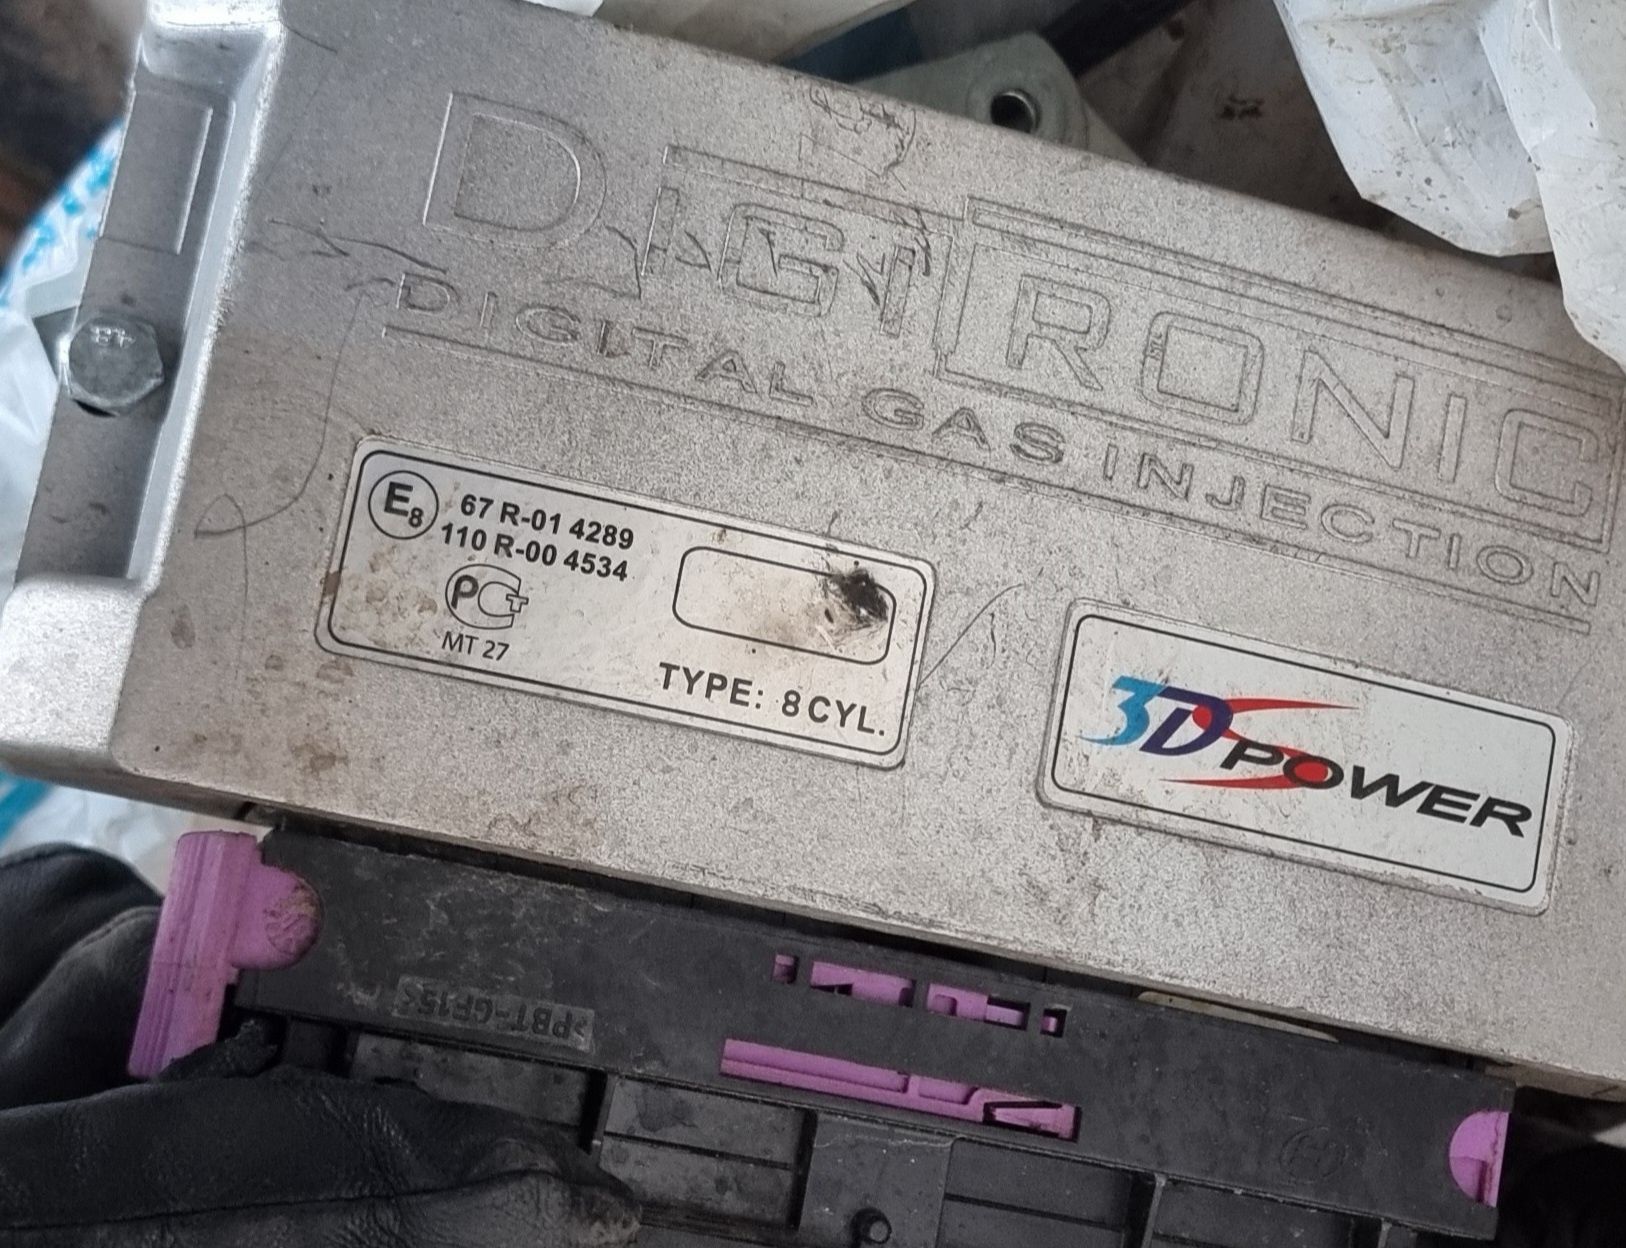 DIGITRONIC
DIGITAL GAS INJECTION
E8
67 R-01 4289
110 R-00 4534
PCT
MT 27
TYPE: 8 CYL.
3D POWER
>PBT-GF15<